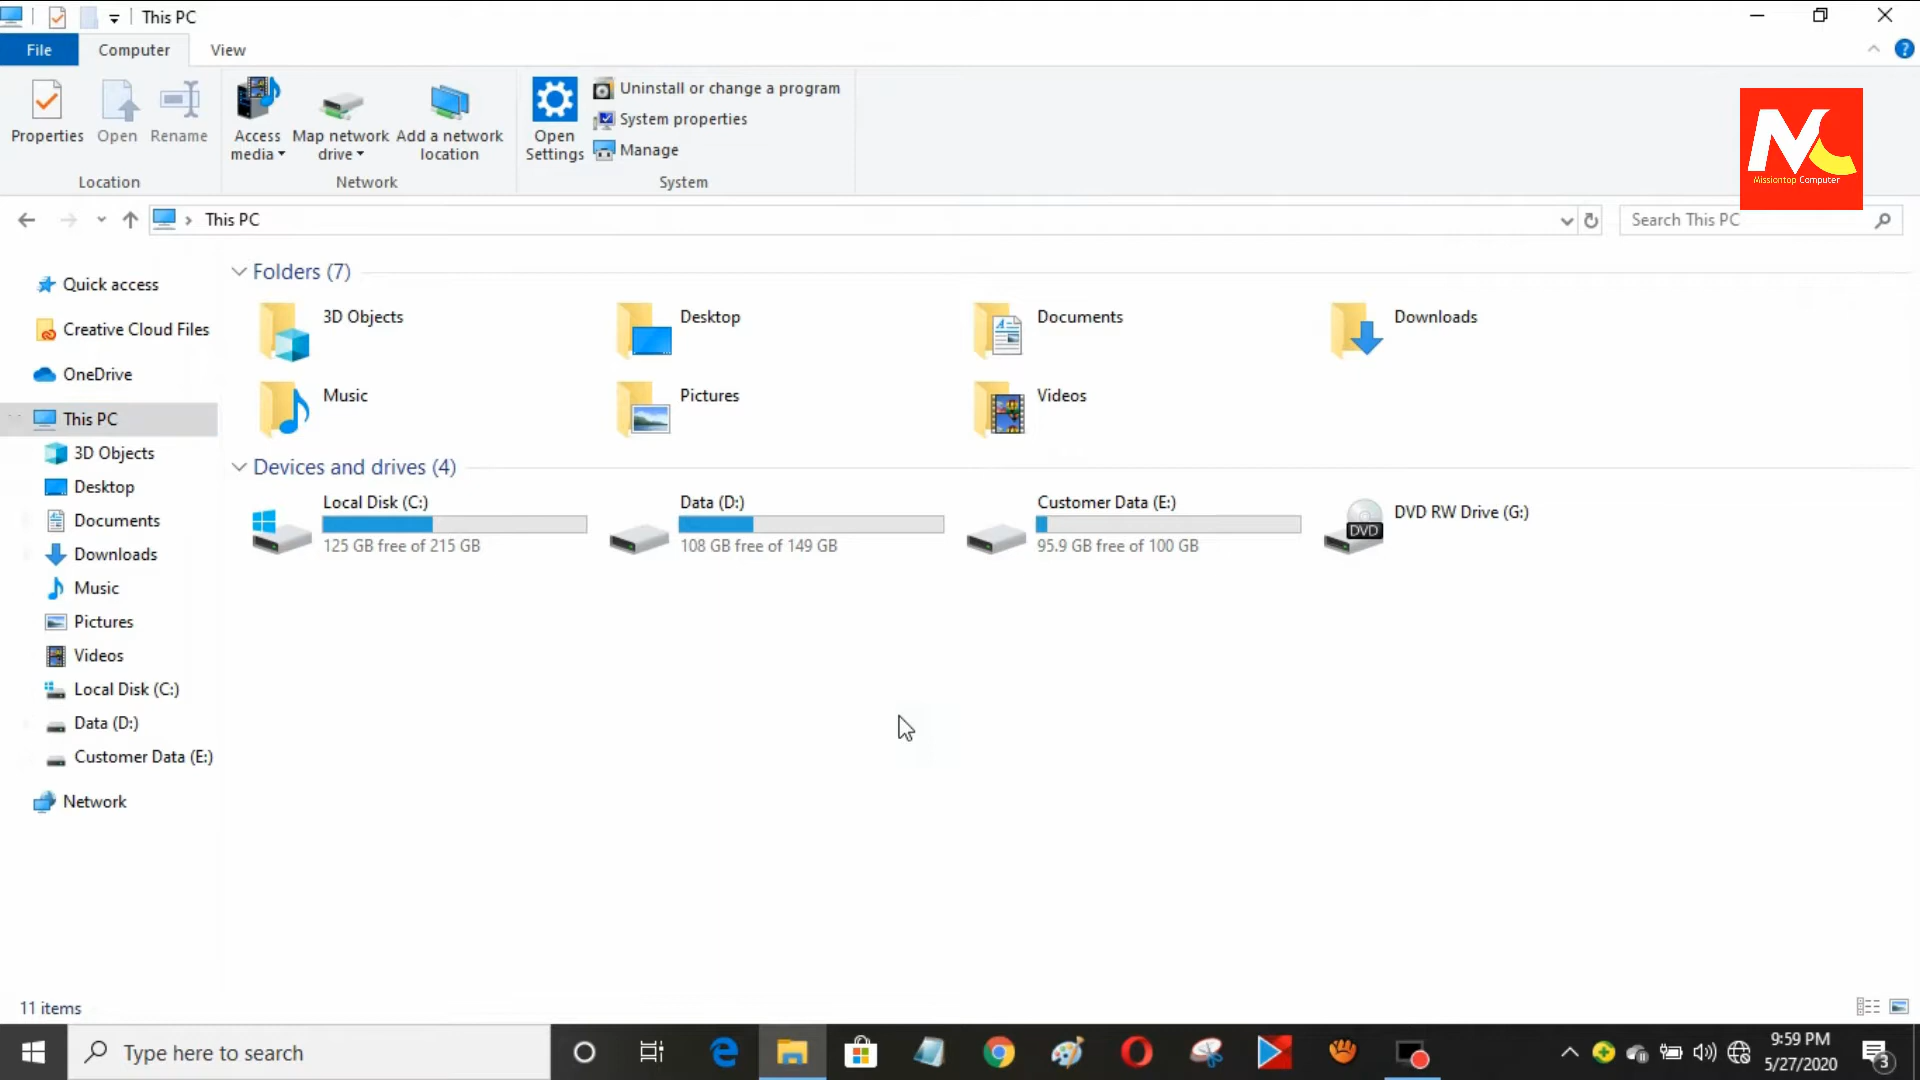 This PC
File
Computer
View
Properties
Open
Rename
Access
media
Map network
drive
Add a network
location
Open
Settings
Uninstall or change a program
System properties
Manage
Location
Network
System
Missiontop Computer
This PC
Search This PC
Quick access
Creative Cloud Files
OneDrive
This PC
3D Objects
Desktop
Documents
Downloads
Music
Pictures
Videos
Local Disk (C:)
Data (D:)
Customer Data (E:)
Network
Folders (7)
3D Objects
Desktop
Documents
Downloads
Music
Pictures
Videos
Devices and drives (4)
Local Disk (C:)
125 GB free of 215 GB
Data (D:)
108 GB free of 149 GB
Customer Data (E:)
95.9 GB free of 100 GB
DVD
DVD RW Drive (G:)
11 items
Type here to search
9:59 PM
5/27/2020
3